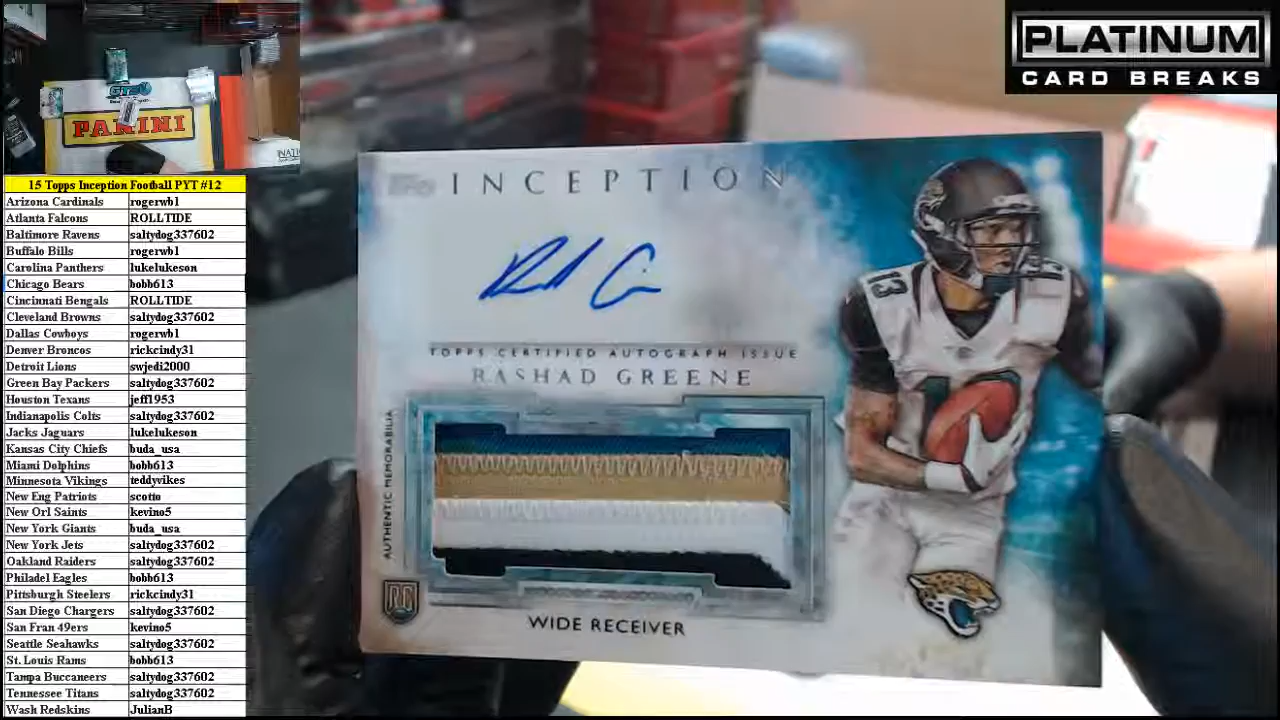 PANINI
15 Topps Inception Football PYT #12
Arizona Cardinals rogerwb1
Atlanta Falcons ROLLTIDE
Baltimore Ravens saltydog337602
Buffalo Bills rogerwb1
Carolina Panthers lukelukeson
Chicago Bears bobb613
Cincinnati Bengals ROLLTIDE
Cleveland Browns saltydog337602
Dallas Cowboys rogerwb1
Denver Broncos rickcindy31
Detroit Lions swjedi2000
Green Bay Packers saltydog337602
Houston Texans jeff1953
Indianapolis Colts saltydog337602
Jacks Jaguars lukelukeson
Kansas City Chiefs buda_usa
Miami Dolphins bobb613
Minnesota Vikings teddyvikes
New Eng Patriots scotto
New Orl Saints kevino5
New York Giants buda_usa
New York Jets saltydog337602
Oakland Raiders saltydog337602
Philadel Eagles bobb613
Pittsburgh Steelers rickcindy31
San Diego Chargers saltydog337602
San Fran 49ers kevino5
Seattle Seahawks saltydog337602
St. Louis Rams bobb613
Tampa Buccaneers saltydog337602
Tennessee Titans saltydog337602
Wash Redskins JulianB
PLATINUM
CARD BREAKS
Topps INCEPTION
TOPPS CERTIFIED AUTOGRAPH ISSUE
RASHAD GREENE
AUTHENTIC MEMORABILIA
RC
WIDE RECEIVER
13